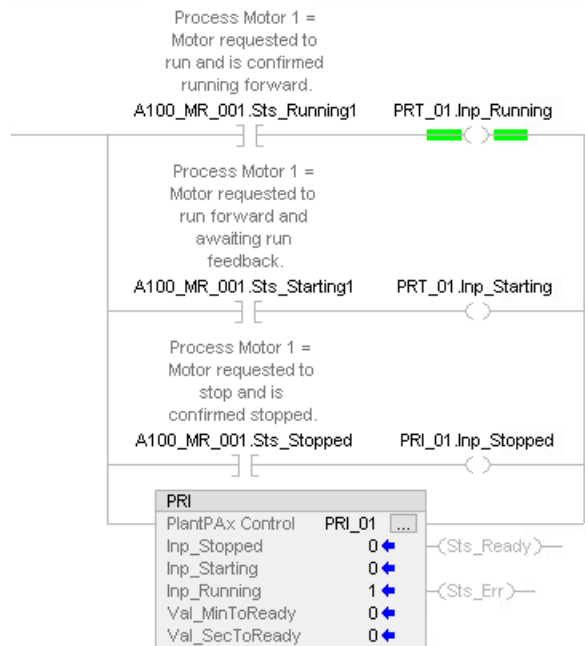 Process Motor 1 =
Motor requested to
run and is confirmed
running forward.
A100_MR_001.Sts_Running1 PRT_01.Inp_Running
Process Motor 1 =
Motor requested to
run forward and
awaiting run
feedback.
A100_MR_001.Sts_Starting1 PRT_01.Inp_Starting
Process Motor 1 =
Motor requested to
stop and is
confirmed stopped.
A100_MR_001.Sts_Stopped PRI_01.Inp_Stopped
PRI
PlantPAx Control PRI_01 ...
Inp_Stopped 0 (Sts_Ready)
Inp_Starting 0
Inp_Running 1 (Sts_Err)
Val_MinToReady 0
Val_SecToReady 0